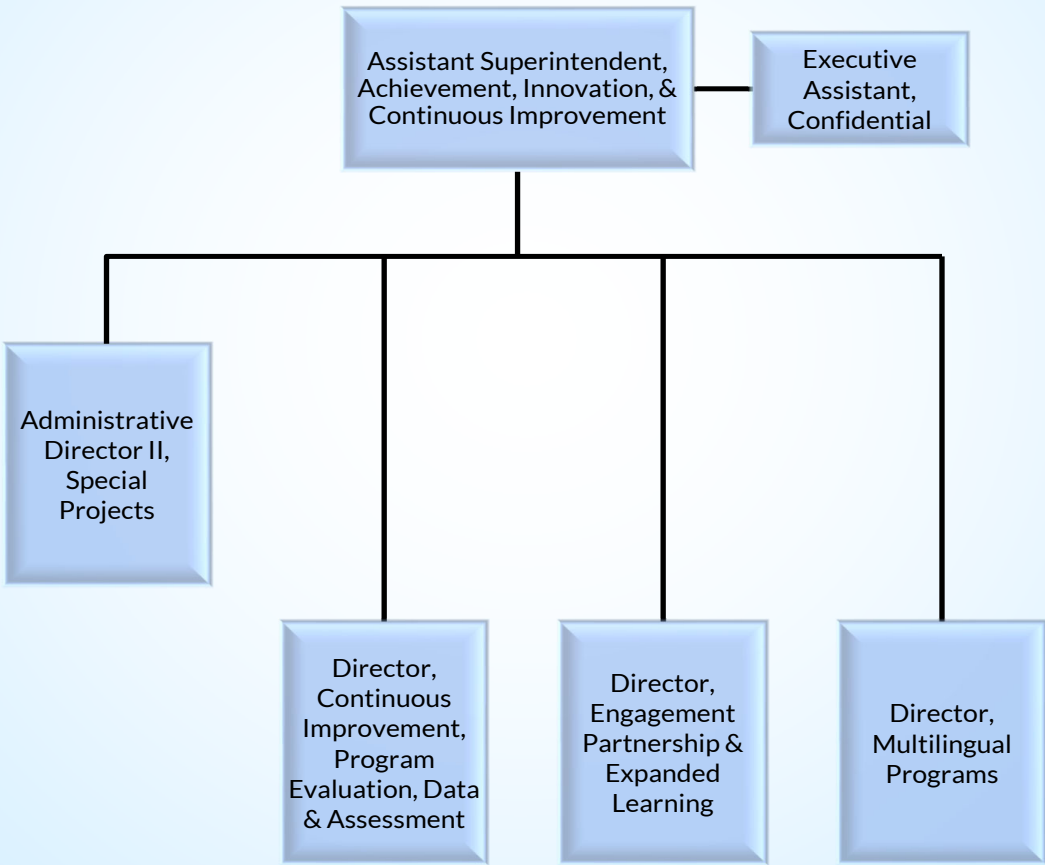 Assistant Superintendent,
Achievement, Innovation, &
Continuous Improvement
Executive
Assistant,
Confidential
Administrative
Director II,
Special
Projects
Director,
Continuous
Improvement,
Program
Evaluation, Data
& Assessment
Director,
Engagement
Partnership &
Expanded
Learning
Director,
Multilingual
Programs